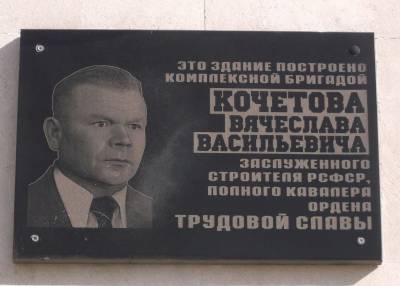 ЭТО ЗДАНИЕ ПОСТРОЕНО
КОМПЛЕКСНОЙ БРИГАДОЙ
КОЧЕТОВА
ВЯЧЕСЛАВА
ВАСИЛЬЕВИЧА
ЗАСЛУЖЕННОГО
СТРОИТЕЛЯ РСФСР,
ПОЛНОГО КАВАЛЕРА
ОРДЕНА
ТРУДОВОЙ СЛАВЫ